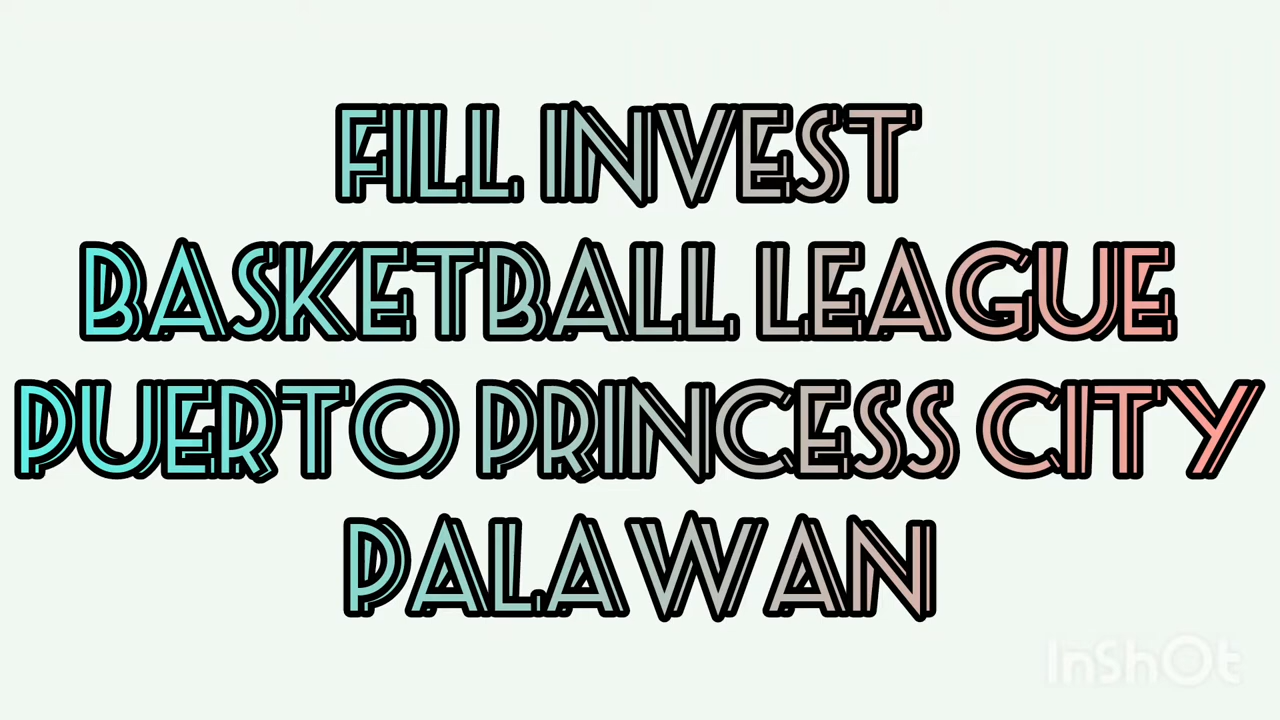 FILL INVEST
BASKETBALL LEAGUE
PUERTO PRINCESS CITY
PALAWAN
InShOt